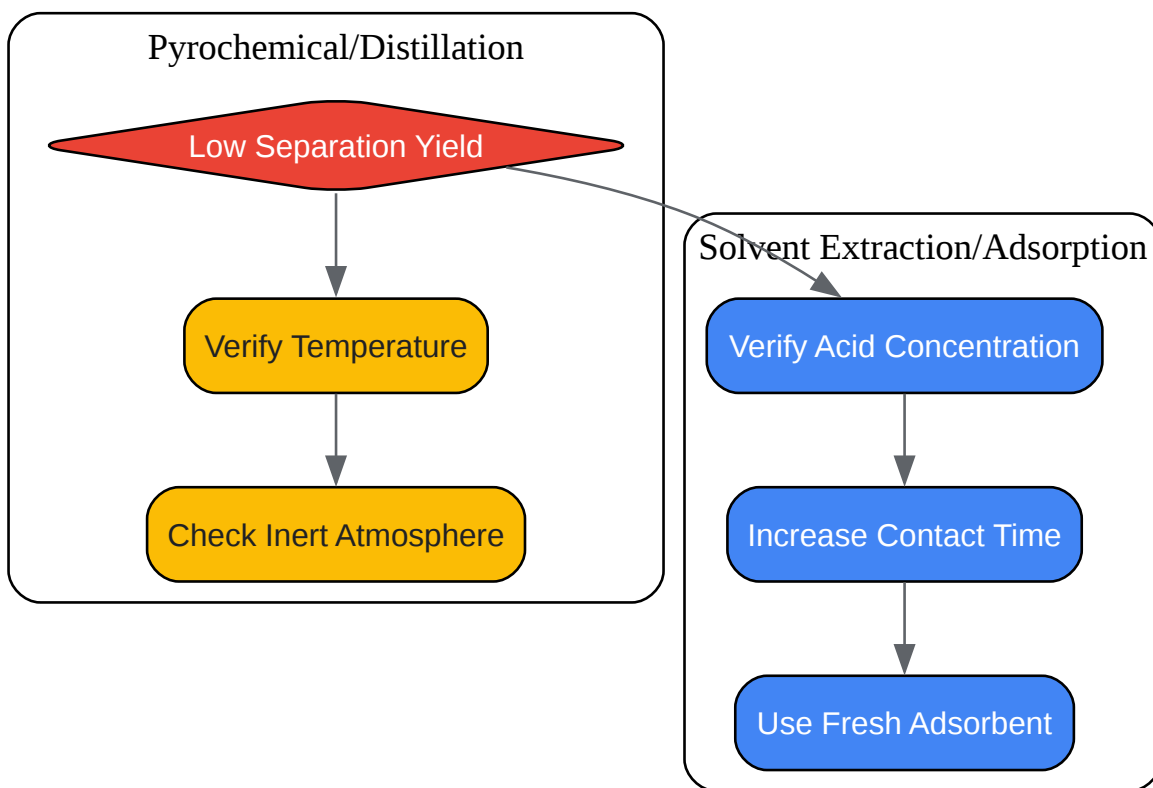 Pyrochemical/Distillation
Low Separation Yield
Verify Temperature
Check Inert Atmosphere
Solvent Extraction/Adsorption
Verify Acid Concentration
Increase Contact Time
Use Fresh Adsorbent